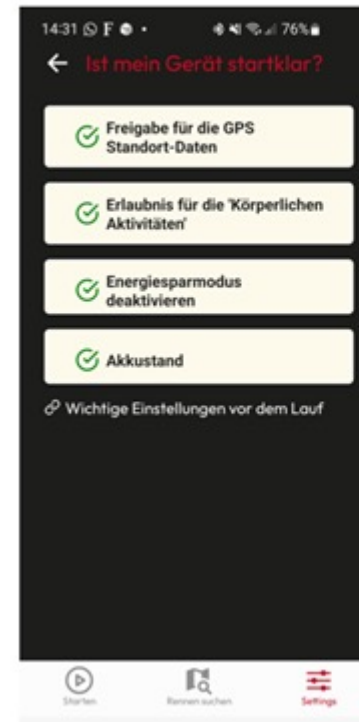 14:31 F 76%
Ist mein Gerät startklar?
Freigabe für die GPS
Standort-Daten
Erlaubnis für die 'Körperlichen
Aktivitäten'
Energiesparmodus
deaktivieren
Akkustand
Wichtige Einstellungen vor dem Lauf
Starten Rennen suchen Settings